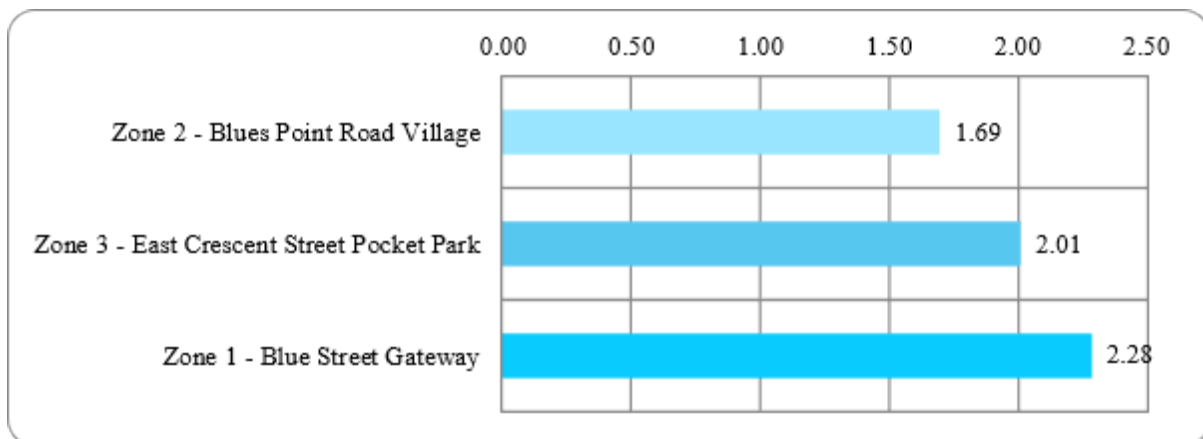 0.00 0.50 1.00 1.50 2.00 2.50
Zone 2 - Blues Point Road Village 1.69
Zone 3 - East Crescent Street Pocket Park 2.01
Zone 1 - Blue Street Gateway 2.28